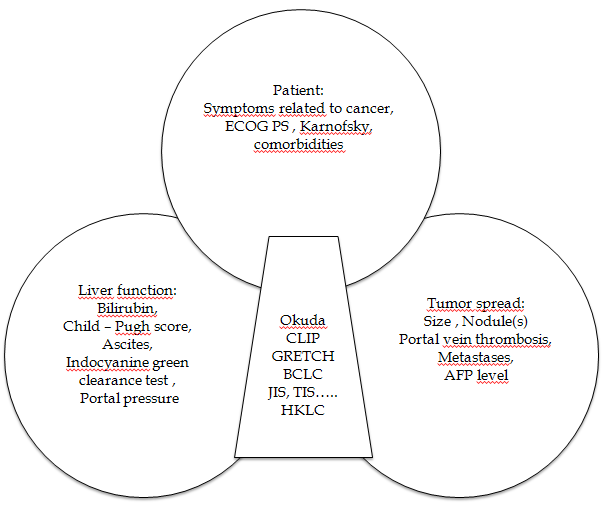 Patient:
Symptoms related to cancer,
ECOG PS , Karnofsky,
comorbidities
Liver function:
Bilirubin,
Child – Pugh score,
Ascites,
Indocyanine green
clearance test ,
Portal pressure
Okuda
CLIP
GRETCH
BCLC
JIS, TIS…..
HKLC
Tumor spread:
Size , Nodule(s)
Portal vein thrombosis,
Metastases,
AFP level